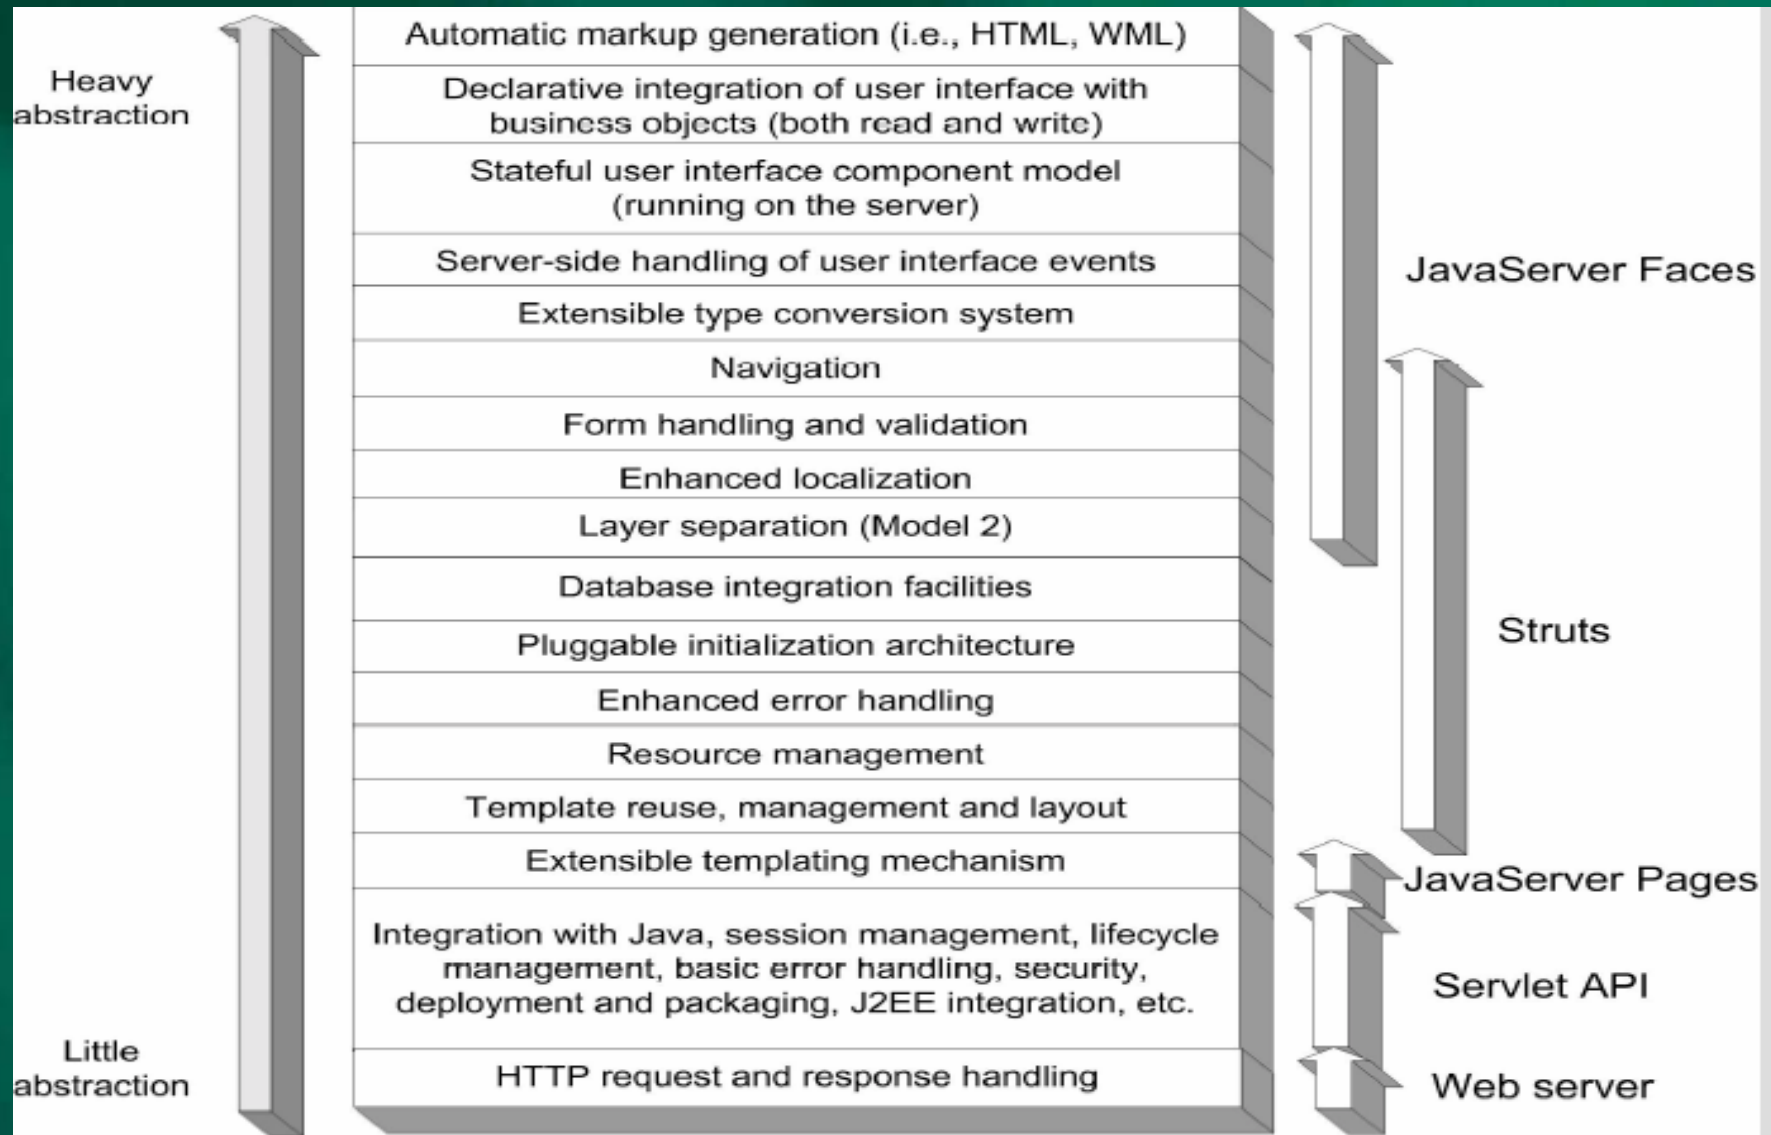 Heavy
abstraction
Automatic markup generation (i.e., HTML, WML)
Declarative integration of user interface with
business objects (both read and write)
Stateful user interface component model
(running on the server)
Server-side handling of user interface events
Extensible type conversion system
Navigation
Form handling and validation
Enhanced localization
Layer separation (Model 2)
Database integration facilities
Pluggable initialization architecture
Enhanced error handling
Resource management
Template reuse, management and layout
Extensible templating mechanism
Integration with Java, session management, lifecycle
management, basic error handling, security,
deployment and packaging, J2EE integration, etc.
HTTP request and response handling
Little
abstraction
JavaServer Faces
Struts
JavaServer Pages
Servlet API
Web server